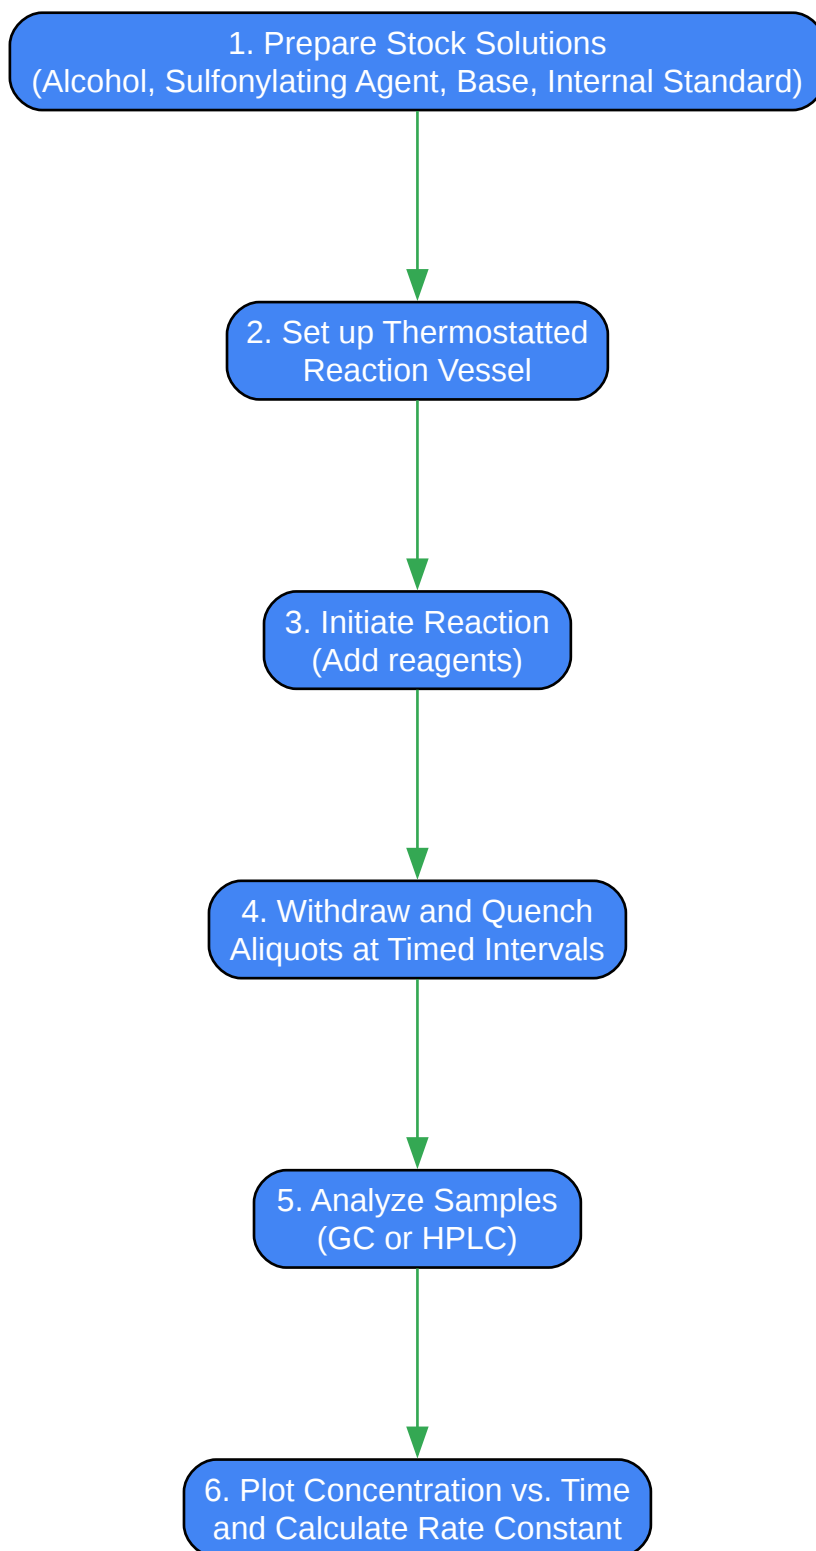 1. Prepare Stock Solutions
(Alcohol, Sulfonylating Agent, Base, Internal Standard)
2. Set up Thermostatted
Reaction Vessel
3. Initiate Reaction
(Add reagents)
4. Withdraw and Quench
Aliquots at Timed Intervals
5. Analyze Samples
(GC or HPLC)
6. Plot Concentration vs. Time
and Calculate Rate Constant